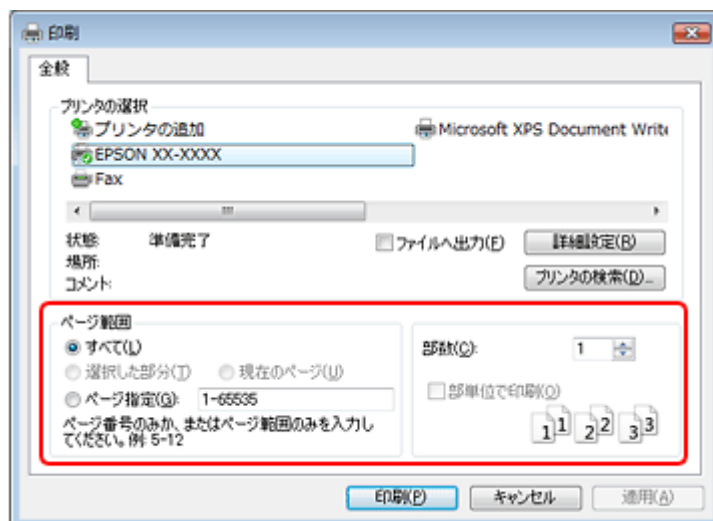 印刷
全般
プリンタの選択
プリンタの追加
Microsoft XPS Document Write
EPSON XX-XXXX
Fax
状態: 準備完了
ファイルへ出力(F)
詳細設定(R)
場所:
コメント:
プリンタの検索(D)...
ページ範囲
すべて(L)
選択した部分(T) 現在のページ(U)
ページ指定(G): 1-65535
ページ番号のみか、またはページ範囲のみを入力し
てください。例: 5-12
部数(C): 1
部単位で印刷(O)
1 1 2 2 3 3
印刷(P) キャンセル 適用(A)